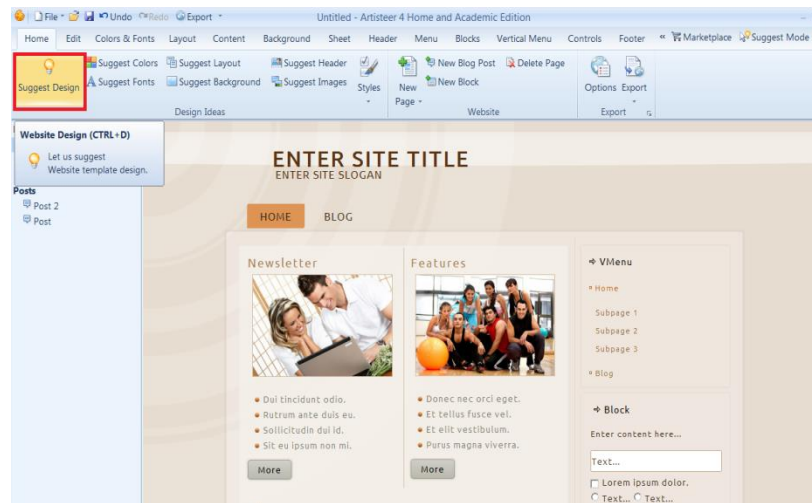 File Undo Redo Export Untitled - Artisteer 4 Home and Academic Edition
Home Edit Colors & Fonts Layout Content Background Sheet Header Menu Blocks Vertical Menu Controls Footer « Marketplace Suggest Mode
Suggest Design
Suggest Colors Suggest Layout Suggest Header
Suggest Fonts Suggest Background Suggest Images
Styles
New Page
New Blog Post Delete Page
New Block
Options Export
Design Ideas Website Export
Website Design (CTRL+D)
Let us suggest
Website template design.
Posts
Post 2
Post
ENTER SITE TITLE
ENTER SITE SLOGAN
HOME BLOG
Newsletter
Dui tincidunt odio.
Rutrum ante duis eu.
Sollicitudin dui id.
Sit eu ipsum non mi.
More
Features
Donec nec orci eget.
Et tellus fusce vel.
Et elit vestibulum.
Purus magna viverra.
More
VMenu
Home
Subpage 1
Subpage 2
Subpage 3
Blog
Block
Enter content here...
Text...
Lorem ipsum dolor.
Text... Text...